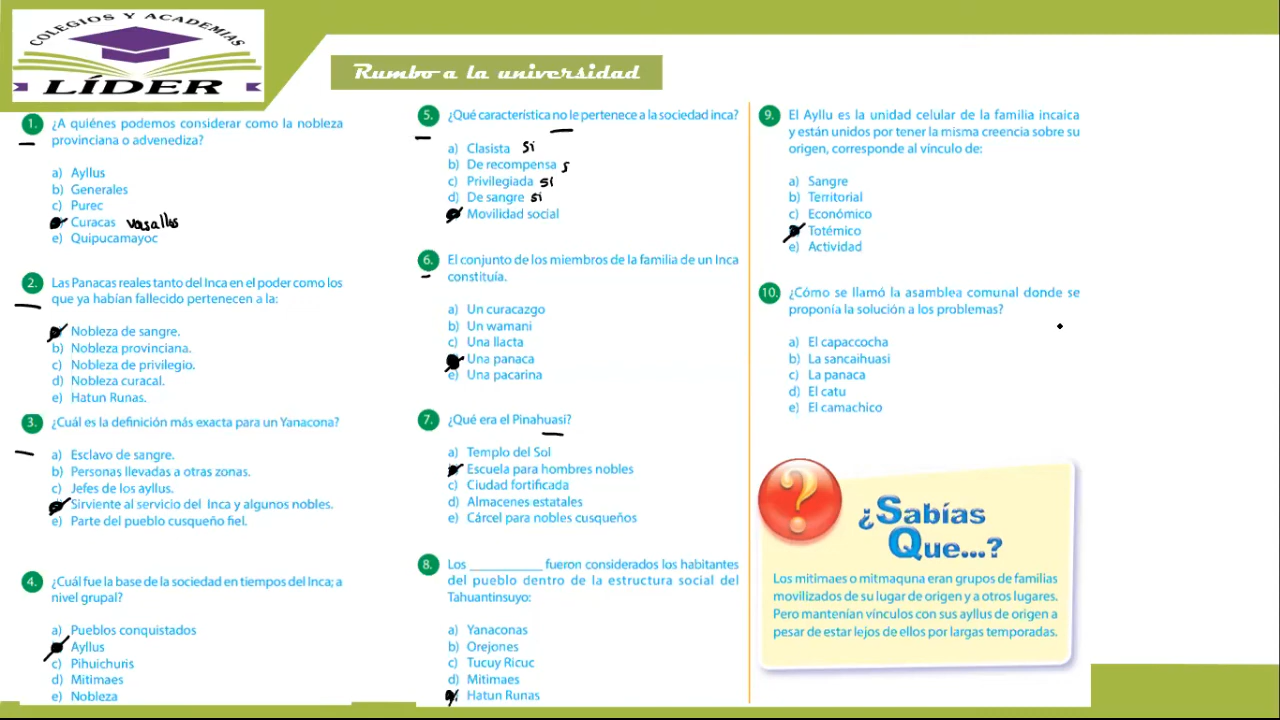 COLEGIOS Y ACADEMIAS
LÍDER
Rumbo a la universidad
1. ¿A quiénes podemos considerar como la nobleza
provinciana o advenediza?
a) Ayllus
b) Generales
c) Purec
Curacas vasallos
e) Quipucamayoc
2. Las Panacas reales tanto del Inca en el poder como los
que ya habían fallecido pertenecen a la:
Nobleza de sangre.
b) Nobleza provinciana.
c) Nobleza de privilegio.
d) Nobleza curacal.
e) Hatun Runas.
3. ¿Cuál es la definición más exacta para un Yanacona?
a) Esclavo de sangre.
b) Personas llevadas a otras zonas.
c) Jefes de los ayllus.
Sirviente al servicio del Inca y algunos nobles.
e) Parte del pueblo cusqueño fiel.
4. ¿Cuál fue la base de la sociedad en tiempos del Inca; a
nivel grupal?
a) Pueblos conquistados
Ayllus
c) Pihuichuris
d) Mitimaes
e) Nobleza
5. ¿Qué característica no le pertenece a la sociedad inca?
a) Clasista si
b) De recompensa s
c) Privilegiada si
d) De sangre si
Movilidad social
6. El conjunto de los miembros de la familia de un Inca
constituía.
a) Un curacazgo
b) Un wamani
c) Una llacta
Una panaca
e) Una pacarina
7. ¿Qué era el Pinahuasi?
a) Templo del Sol
Escuela para hombres nobles
c) Ciudad fortificada
d) Almacenes estatales
e) Cárcel para nobles cusqueños
8. Los ___________ fueron considerados los habitantes
del pueblo dentro de la estructura social del
Tahuantinsuyo:
a) Yanaconas
b) Orejones
c) Tucuy Ricuc
d) Mitimaes
Hatun Runas
9. El Ayllu es la unidad celular de la familia incaica
y están unidos por tener la misma creencia sobre su
origen, corresponde al vínculo de:
a) Sangre
b) Territorial
c) Económico
Totémico
e) Actividad
10. ¿Cómo se llamó la asamblea comunal donde se
proponía la solución a los problemas?
a) El capaccocha
b) La sancaihuasi
c) La panaca
d) El catu
e) El camachico
?
¿Sabías
Que...?
Los mitimaes o mitmaquna eran grupos de familias
movilizados de su lugar de origen y a otros lugares.
Pero mantenían vínculos con sus ayllus de origen a
pesar de estar lejos de ellos por largas temporadas.